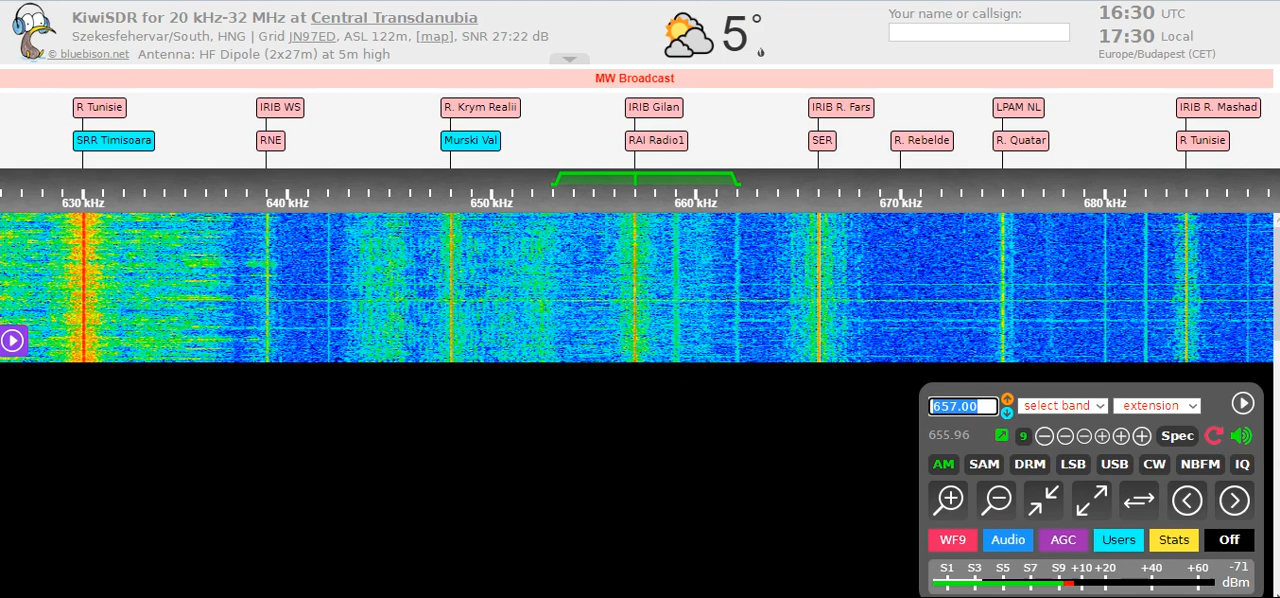 KiwiSDR for 20 kHz-32 MHz at Central Transdanubia
Szekesfehervar/South, HNG | Grid JN97ED, ASL 122m, [map], SNR 27:22 dB
© bluebison.net Antenna: HF Dipole (2x27m) at 5m high
5°
Your name or callsign:
16:30 UTC
17:30 Local
Europe/Budapest (CET)
MW Broadcast
R Tunisie IRIB WS R. Krym Realii IRIB Gilan IRIB R. Fars LPAM NL IRIB R. Mashad
SRR Timisoara RNE Murski Val RAI Radio1 SER R. Rebelde R. Quatar R Tunisie
630 kHz 640 kHz 650 kHz 660 kHz 670 kHz 680 kHz
657.00 select band extension
655.96 9 Spec
AM SAM DRM LSB USB CW NBFM IQ
WF9 Audio AGC Users Stats Off
S1 S3 S5 S7 S9 +10 +20 +40 +60 -71
dBm